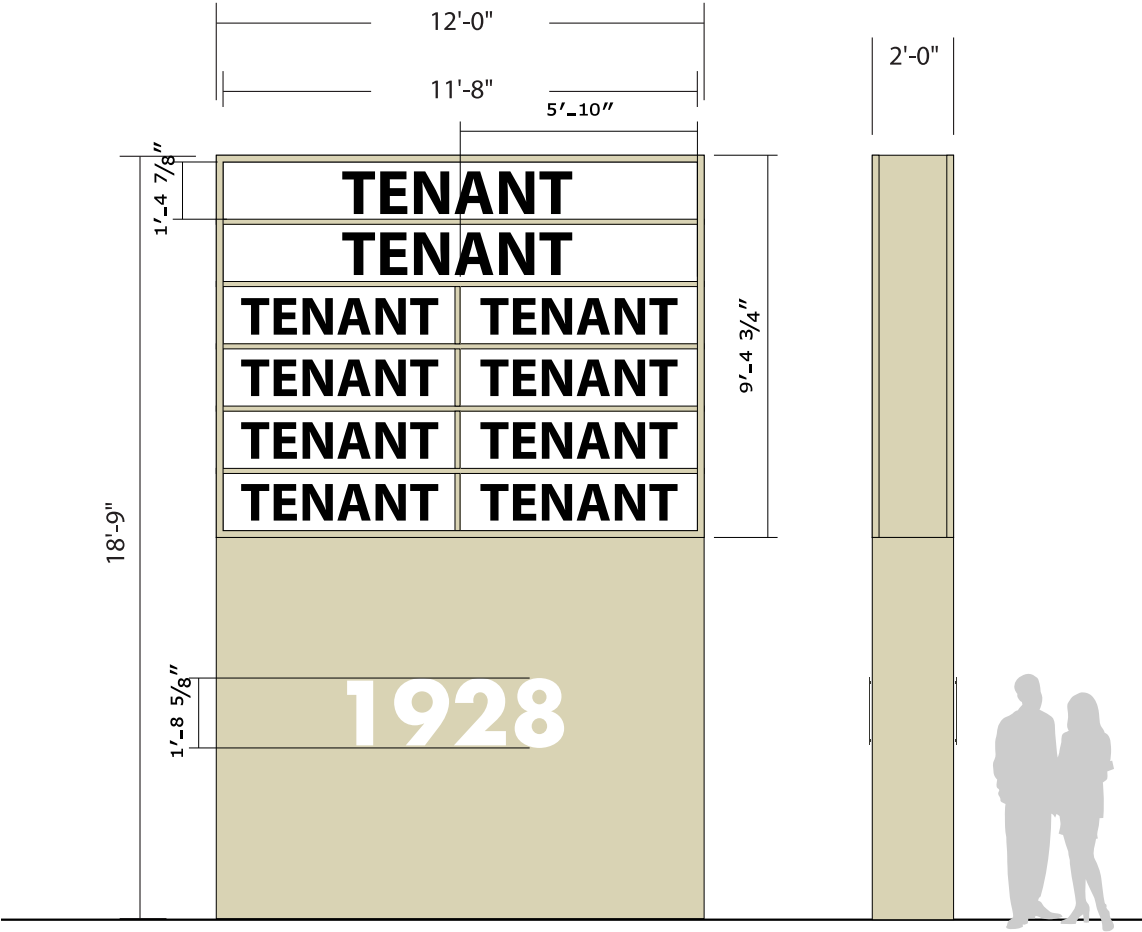 12'-0"
2'-0"
11'-8"
5′-10″
1′-4 7/8″
TENANT
TENANT
TENANT TENANT
9′-4 3/4″
TENANT TENANT
TENANT TENANT
TENANT TENANT
18'-9"
1′-8 5/8″
1928